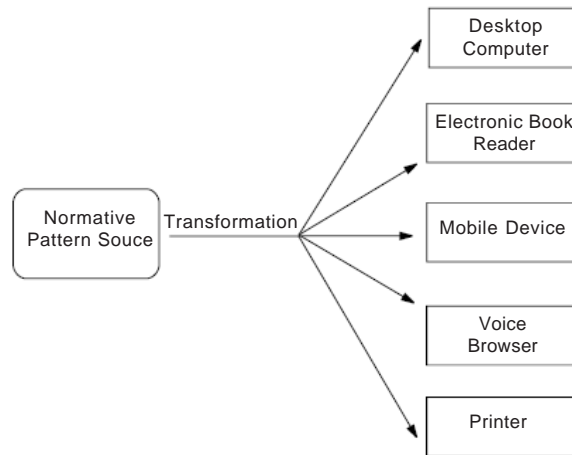 Normative
Pattern Souce
Transformation
Desktop
Computer
Electronic Book
Reader
Mobile Device
Voice
Browser
Printer